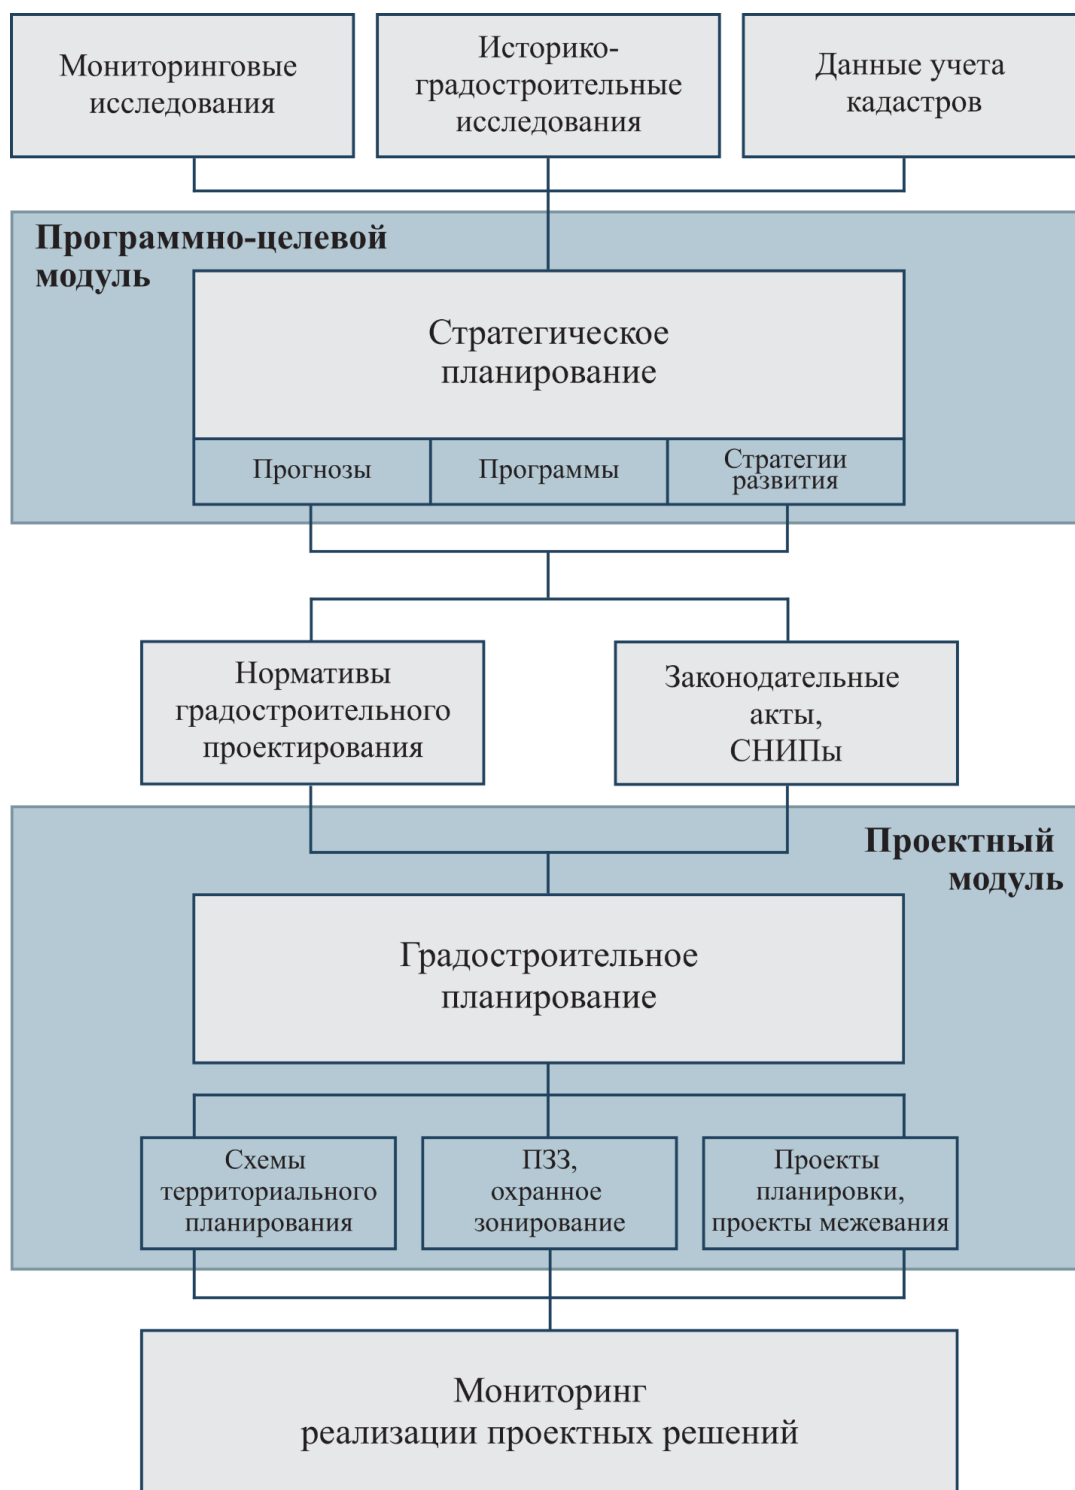 Мониторинговые
исследования
Историко-
градостроительные
исследования
Данные учета
кадастров
Программно-целевой
модуль
Стратегическое
планирование
Прогнозы
Программы
Стратегии
развития
Нормативы
градостроительного
проектирования
Законодательные
акты,
СНИПы
Проектный
модуль
Градостроительное
планирование
Схемы
территориального
планирования
ПЗЗ,
охранное
зонирование
Проекты
планировки,
проекты межевания
Мониторинг
реализации проектных решений